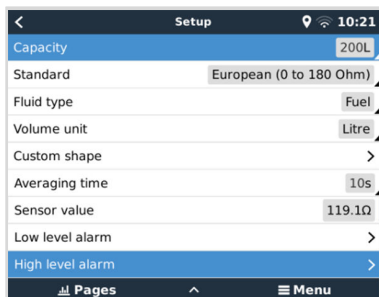 Setup 10:21
Capacity 200L
Standard European (0 to 180 Ohm)
Fluid type Fuel
Volume unit Litre
Custom shape
Averaging time 10s
Sensor value 119.1Ω
Low level alarm
High level alarm
Pages Menu